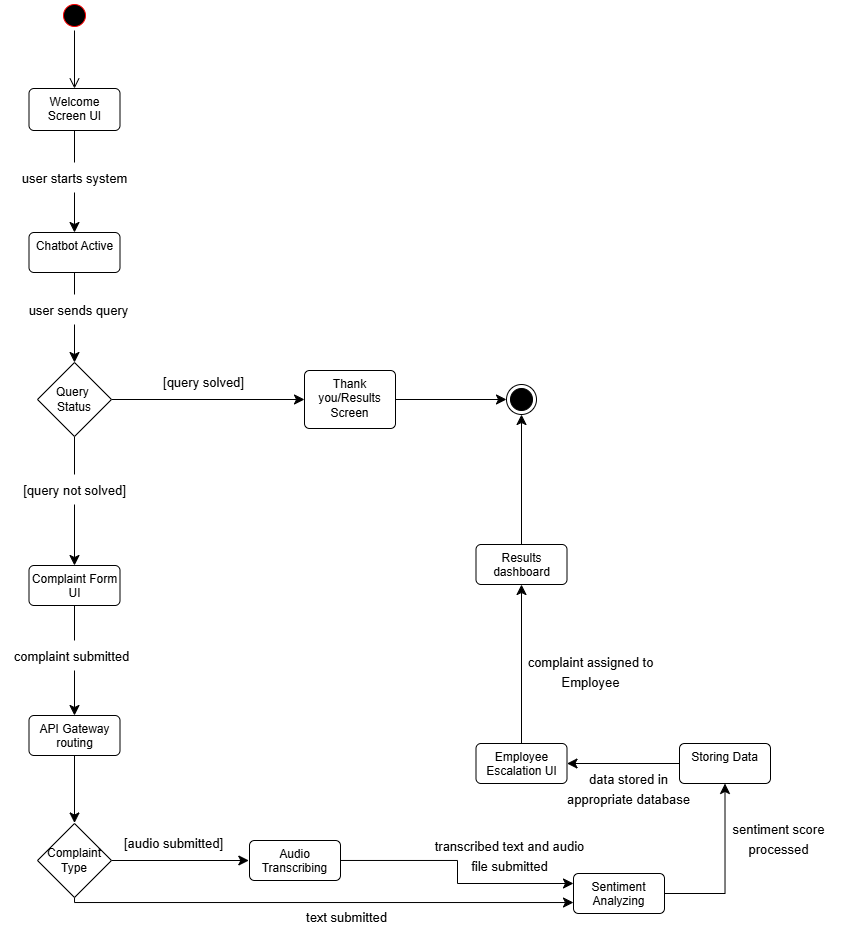 Welcome
Screen UI
user starts system
Chatbot Active
user sends query
Query
Status
[query solved]
Thank
you/Results
Screen
[query not solved]
Complaint Form
UI
complaint submitted
API Gateway
routing
Complaint
Type
[audio submitted]
Audio
Transcribing
transcribed text and audio
file submitted
text submitted
Sentiment
Analyzing
sentiment score
processed
Storing Data
data stored in
appropriate database
Employee
Escalation UI
complaint assigned to
Employee
Results
dashboard